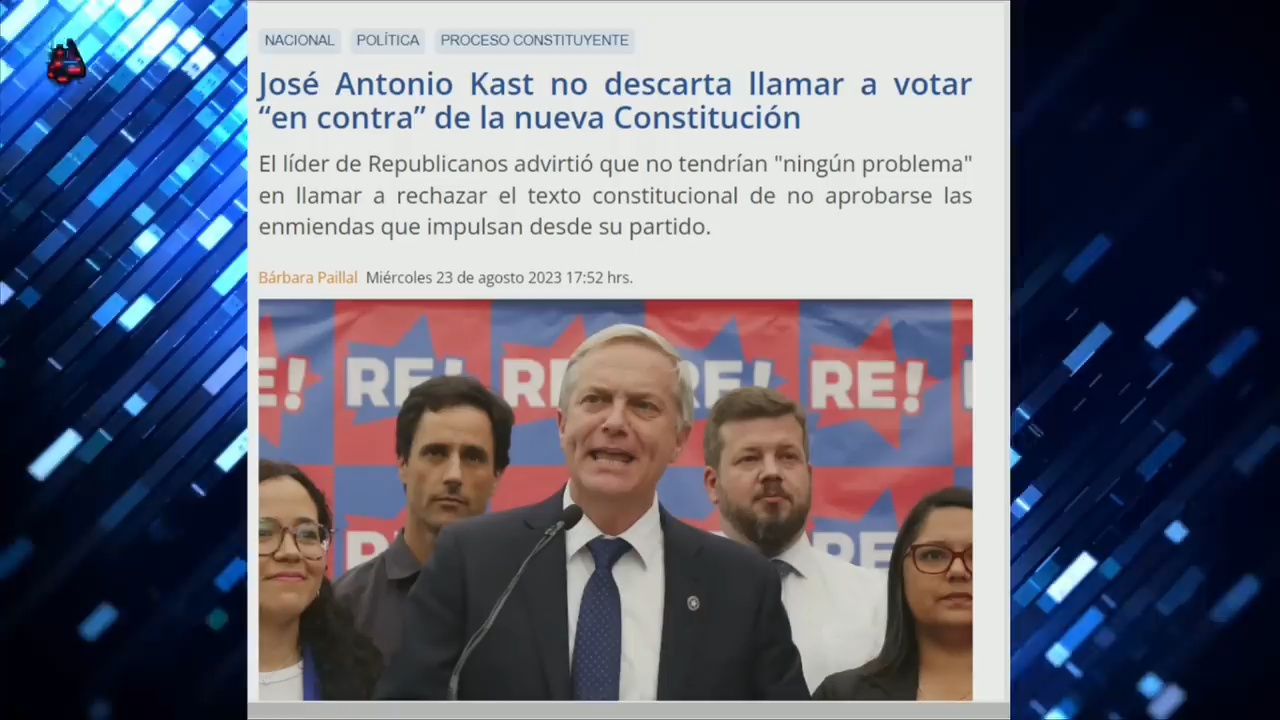 NACIONAL POLÍTICA PROCESO CONSTITUYENTE
José Antonio Kast no descarta llamar a votar
“en contra” de la nueva Constitución
El líder de Republicanos advirtió que no tendrían "ningún problema"
en llamar a rechazar el texto constitucional de no aprobarse las
enmiendas que impulsan desde su partido.
Bárbara Paillal Miércoles 23 de agosto 2023 17:52 hrs.
E! RE! RE! RE! RE!
RE